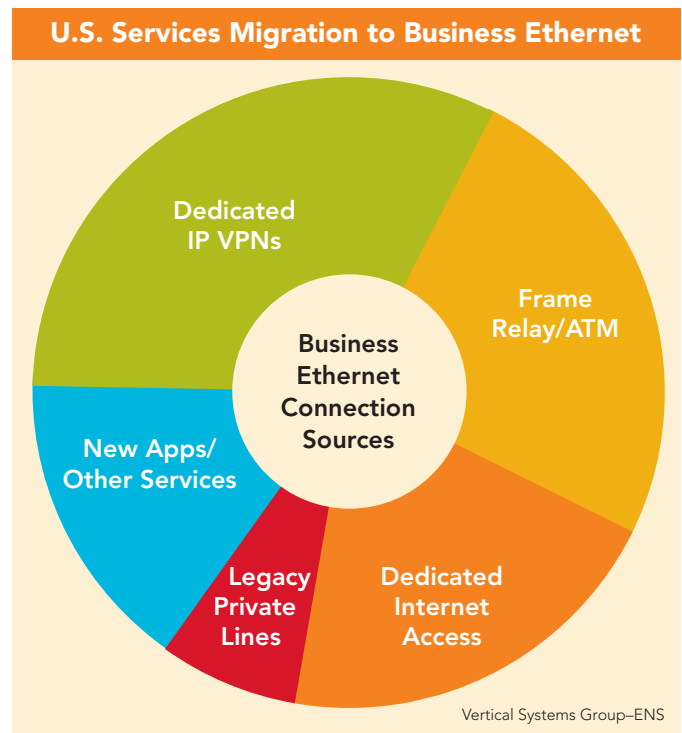 U.S. Services Migration to Business Ethernet
Dedicated
IP VPNs
Frame
Relay/ATM
Business
Ethernet
Connection
Sources
New Apps/
Other Services
Legacy
Private
Lines
Dedicated
Internet
Access
Vertical Systems Group–ENS